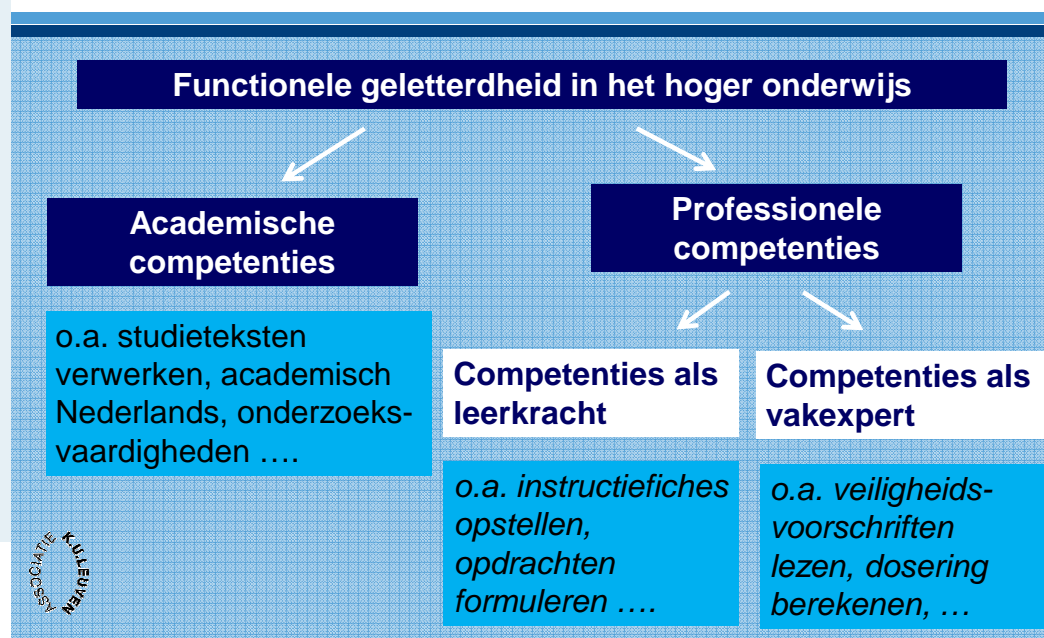 Functionele geletterdheid in het hoger onderwijs
Academische
competenties
Professionele
competenties
o.a. studieteksten
verwerken, academisch
Nederlands, onderzoeks-
vaardigheden ….
Competenties als
leerkracht
Competenties als
vakexpert
o.a. instructiefiches
opstellen,
opdrachten
formuleren ….
o.a. veiligheids-
voorschriften
lezen, dosering
berekenen, …
ASSOCIATIE
K.U.LEUVEN